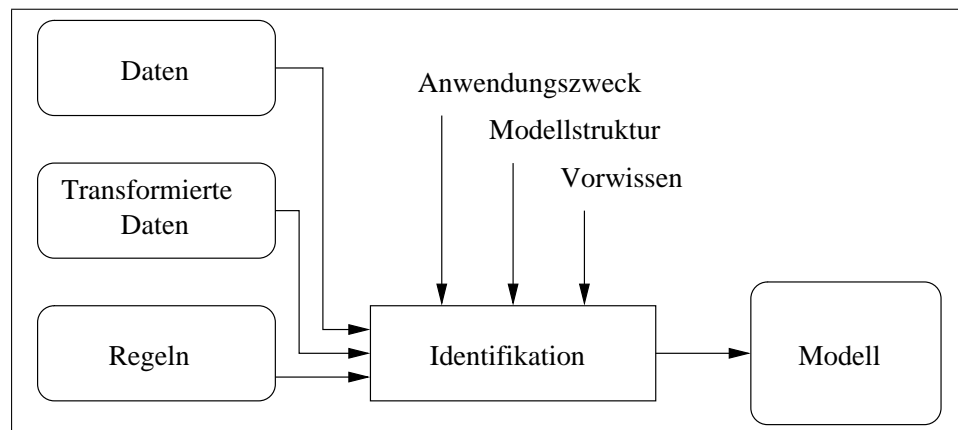 Daten
Anwendungszweck
Modellstruktur
Vorwissen
Transformierte
Daten
Regeln
Identifikation
Modell